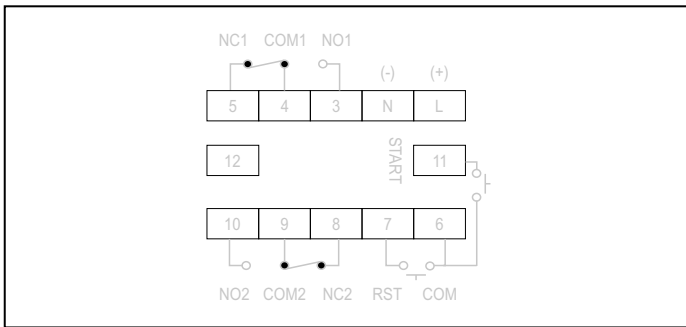 NC1 COM1 NO1
(-) (+)
5 4 3 N L
12 START 11
10 9 8 7 6
NO2 COM2 NC2 RST COM